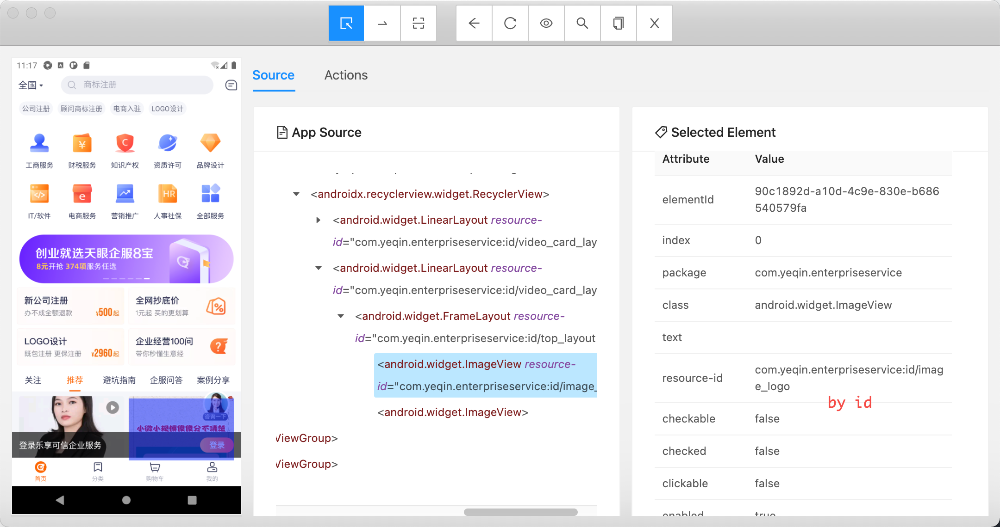 11:17
全国
商标注册
公司注册 顾问商标注册 电商入驻 LOGO设计
工商服务 财税服务 知识产权 资质许可 品牌设计
IT/软件 电商服务 营销推广 人事社保 全部服务
创业就选天眼企服8宝
8元开抢 374项服务任选
新公司注册
办不成全额退款
¥500起
全网抄底价
1元起 买的更划算
LOGO设计
既包注册 更保注册
¥2960起
企业经营100问
带你秒懂生意经
关注 推荐 避坑指南 企服问答 案例分享
咨询一下
小微小规模傻傻分不清楚
登录乐享可信企业服务
登录
首页 分类 购物车 我的
Source Actions
App Source
<androidx.recyclerview.widget.RecyclerView>
<android.widget.LinearLayout resource-
id="com.yeqin.enterpriseservice:id/video_card_lay
<android.widget.LinearLayout resource-
id="com.yeqin.enterpriseservice:id/video_card_lay
<android.widget.FrameLayout resource-
id="com.yeqin.enterpriseservice:id/top_layout"
<android.widget.ImageView resource-
id="com.yeqin.enterpriseservice:id/image_
<android.widget.ImageView>
ViewGroup>
ViewGroup>
Selected Element
Attribute Value
elementId 90c1892d-a10d-4c9e-830e-b686
540579fa
index 0
package com.yeqin.enterpriseservice
class android.widget.ImageView
text
resource-id com.yeqin.enterpriseservice:id/imag
e_logo
by id
checkable false
checked false
clickable false
enabled true